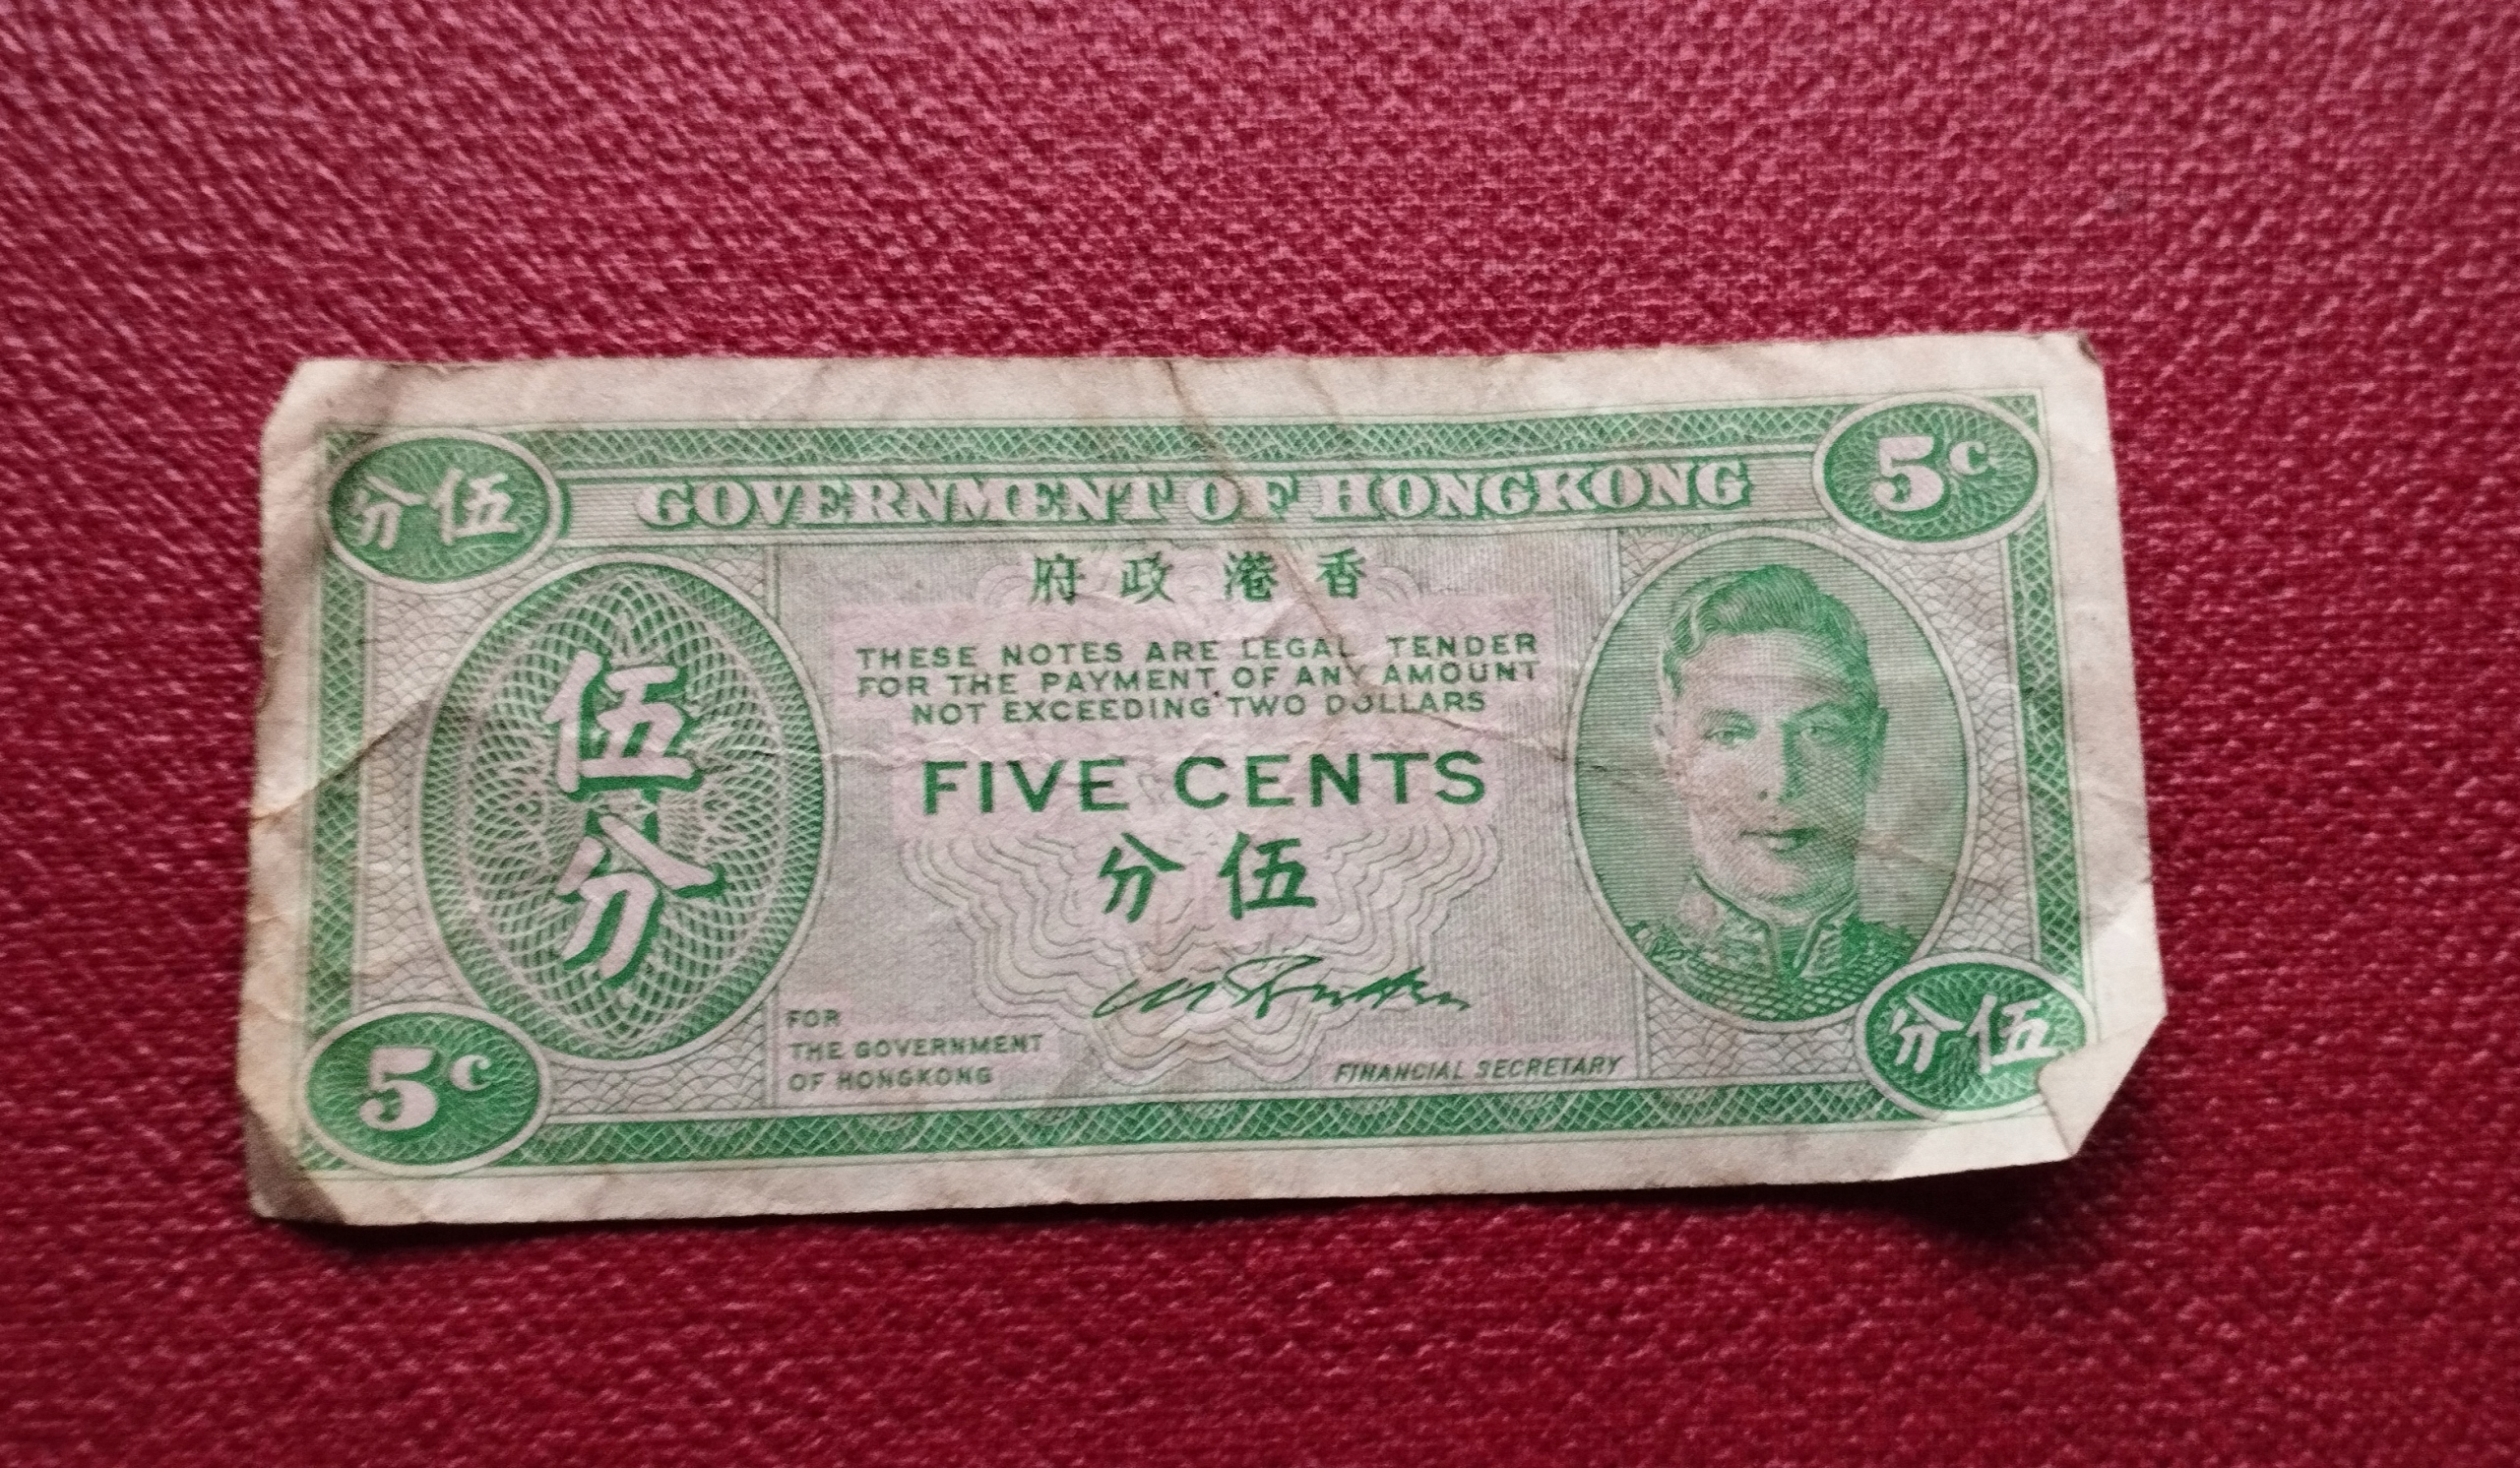 分伍
5c
GOVERNMENT OF HONGKONG
府政港香
THESE NOTES ARE LEGAL TENDER
FOR THE PAYMENT OF ANY AMOUNT
NOT EXCEEDING TWO DOLLARS
伍
分
FIVE CENTS
分伍
FOR
THE GOVERNMENT
OF HONGKONG
FINANCIAL SECRETARY
5c
分伍